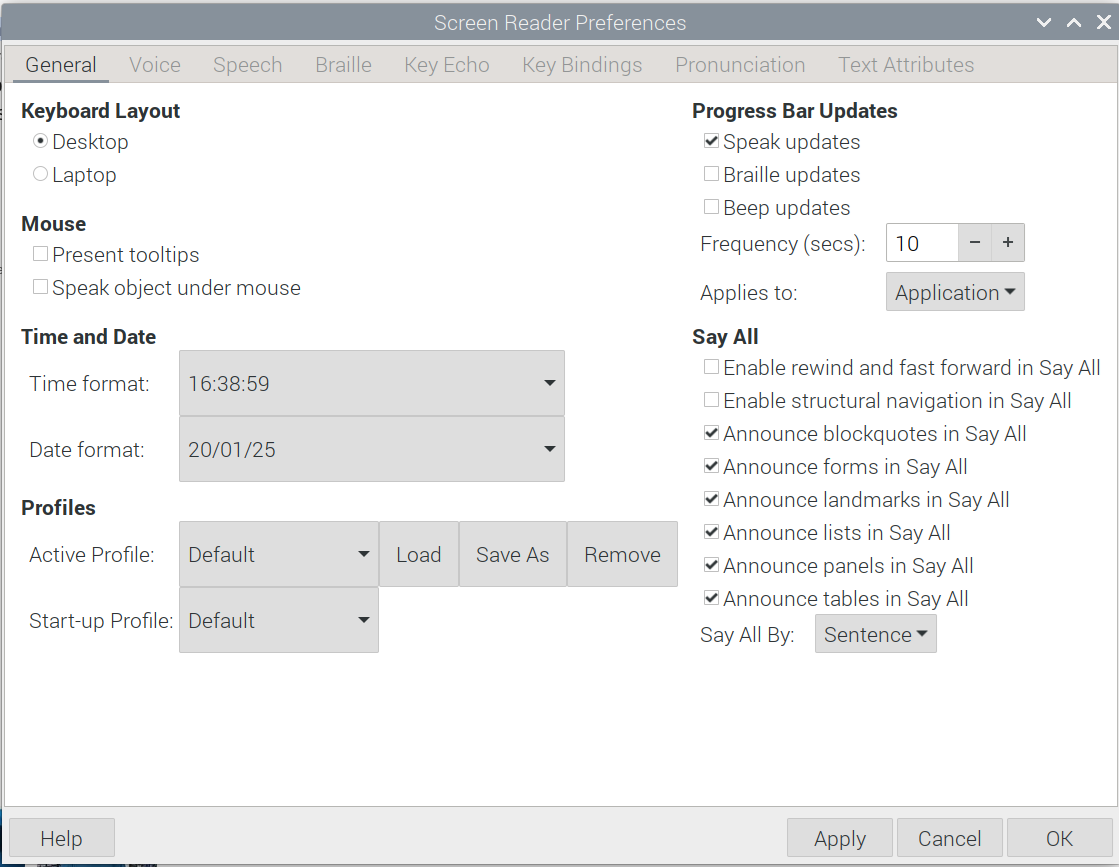 Screen Reader Preferences
General Voice Speech Braille Key Echo Key Bindings Pronunciation Text Attributes
Keyboard Layout
Desktop
Laptop
Mouse
Present tooltips
Speak object under mouse
Time and Date
Time format: 16:38:59
Date format: 20/01/25
Profiles
Active Profile: Default Load Save As Remove
Start-up Profile: Default
Progress Bar Updates
Speak updates
Braille updates
Beep updates
Frequency (secs): 10 − +
Applies to: Application
Say All
Enable rewind and fast forward in Say All
Enable structural navigation in Say All
Announce blockquotes in Say All
Announce forms in Say All
Announce landmarks in Say All
Announce lists in Say All
Announce panels in Say All
Announce tables in Say All
Say All By: Sentence
Help Apply Cancel OK